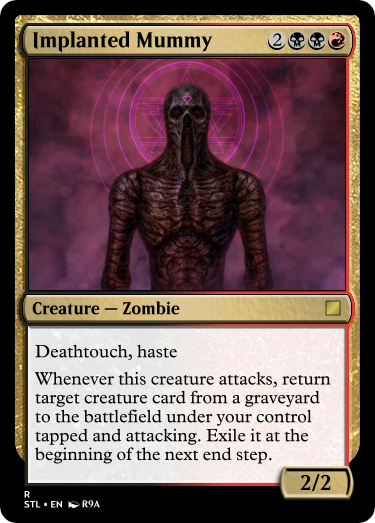 Implanted Mummy 2
Creature — Zombie
Deathtouch, haste
Whenever this creature attacks, return
target creature card from a graveyard
to the battlefield under your control
tapped and attacking. Exile it at the
beginning of the next end step.
2/2
R
STL • EN R9A